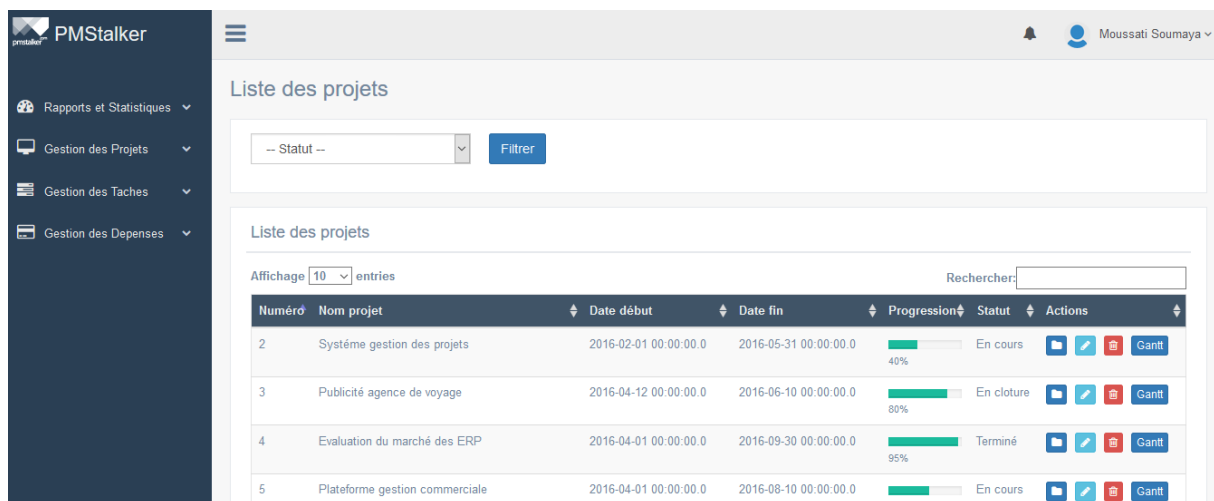 pmstalker PMStalker
Moussati Soumaya
Rapports et Statistiques
Gestion des Projets
Gestion des Taches
Gestion des Depenses
Liste des projets
-- Statut -- Filtrer
Liste des projets
Affichage 10 entries Rechercher:
Numéro Nom projet Date début Date fin Progression Statut Actions
2 Systéme gestion des projets 2016-02-01 00:00:00.0 2016-05-31 00:00:00.0 En cours Gantt
40%
3 Publicité agence de voyage 2016-04-12 00:00:00.0 2016-06-10 00:00:00.0 En cloture Gantt
80%
4 Evaluation du marché des ERP 2016-04-01 00:00:00.0 2016-09-30 00:00:00.0 Terminé Gantt
95%
5 Plateforme gestion commerciale 2016-04-01 00:00:00.0 2016-08-10 00:00:00.0 En cours Gantt